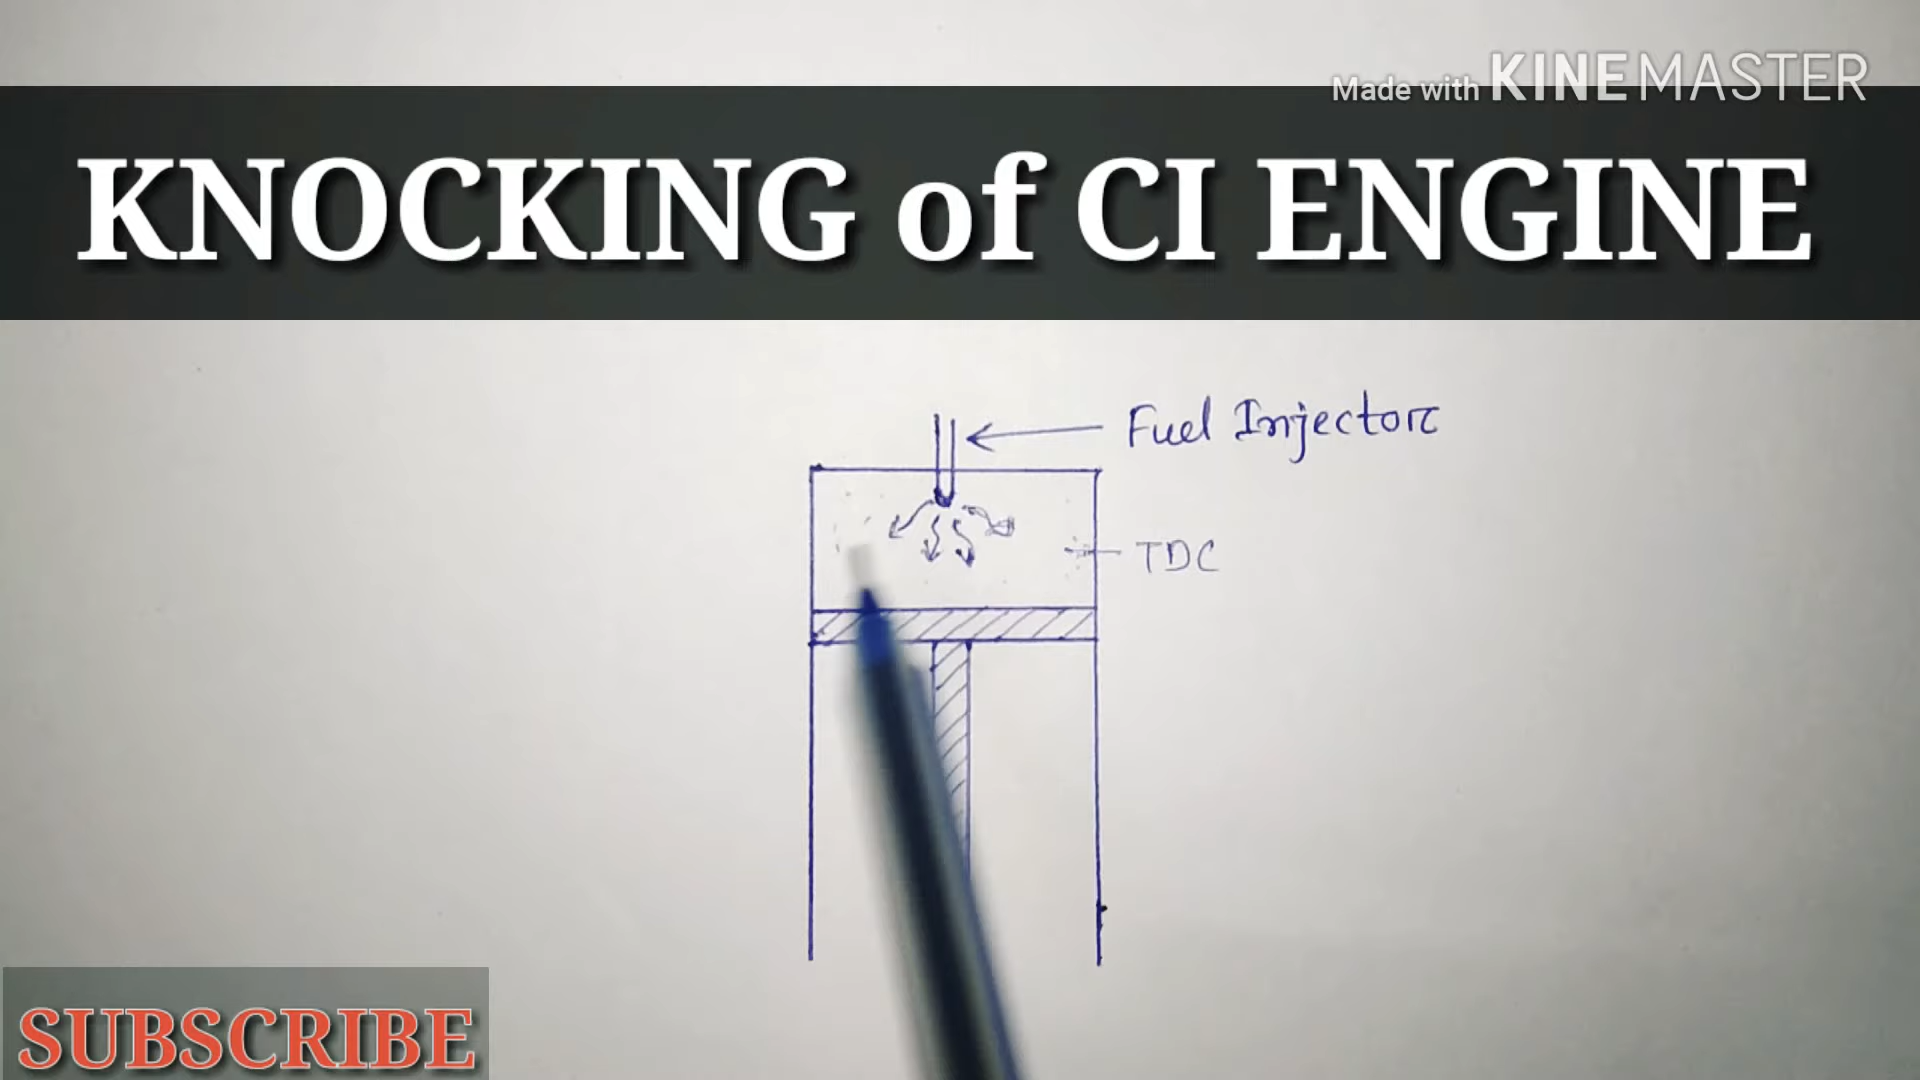 Made with KINEMASTER
KNOCKING of CI ENGINE
Fuel Injector
TDC
SUBSCRIBE